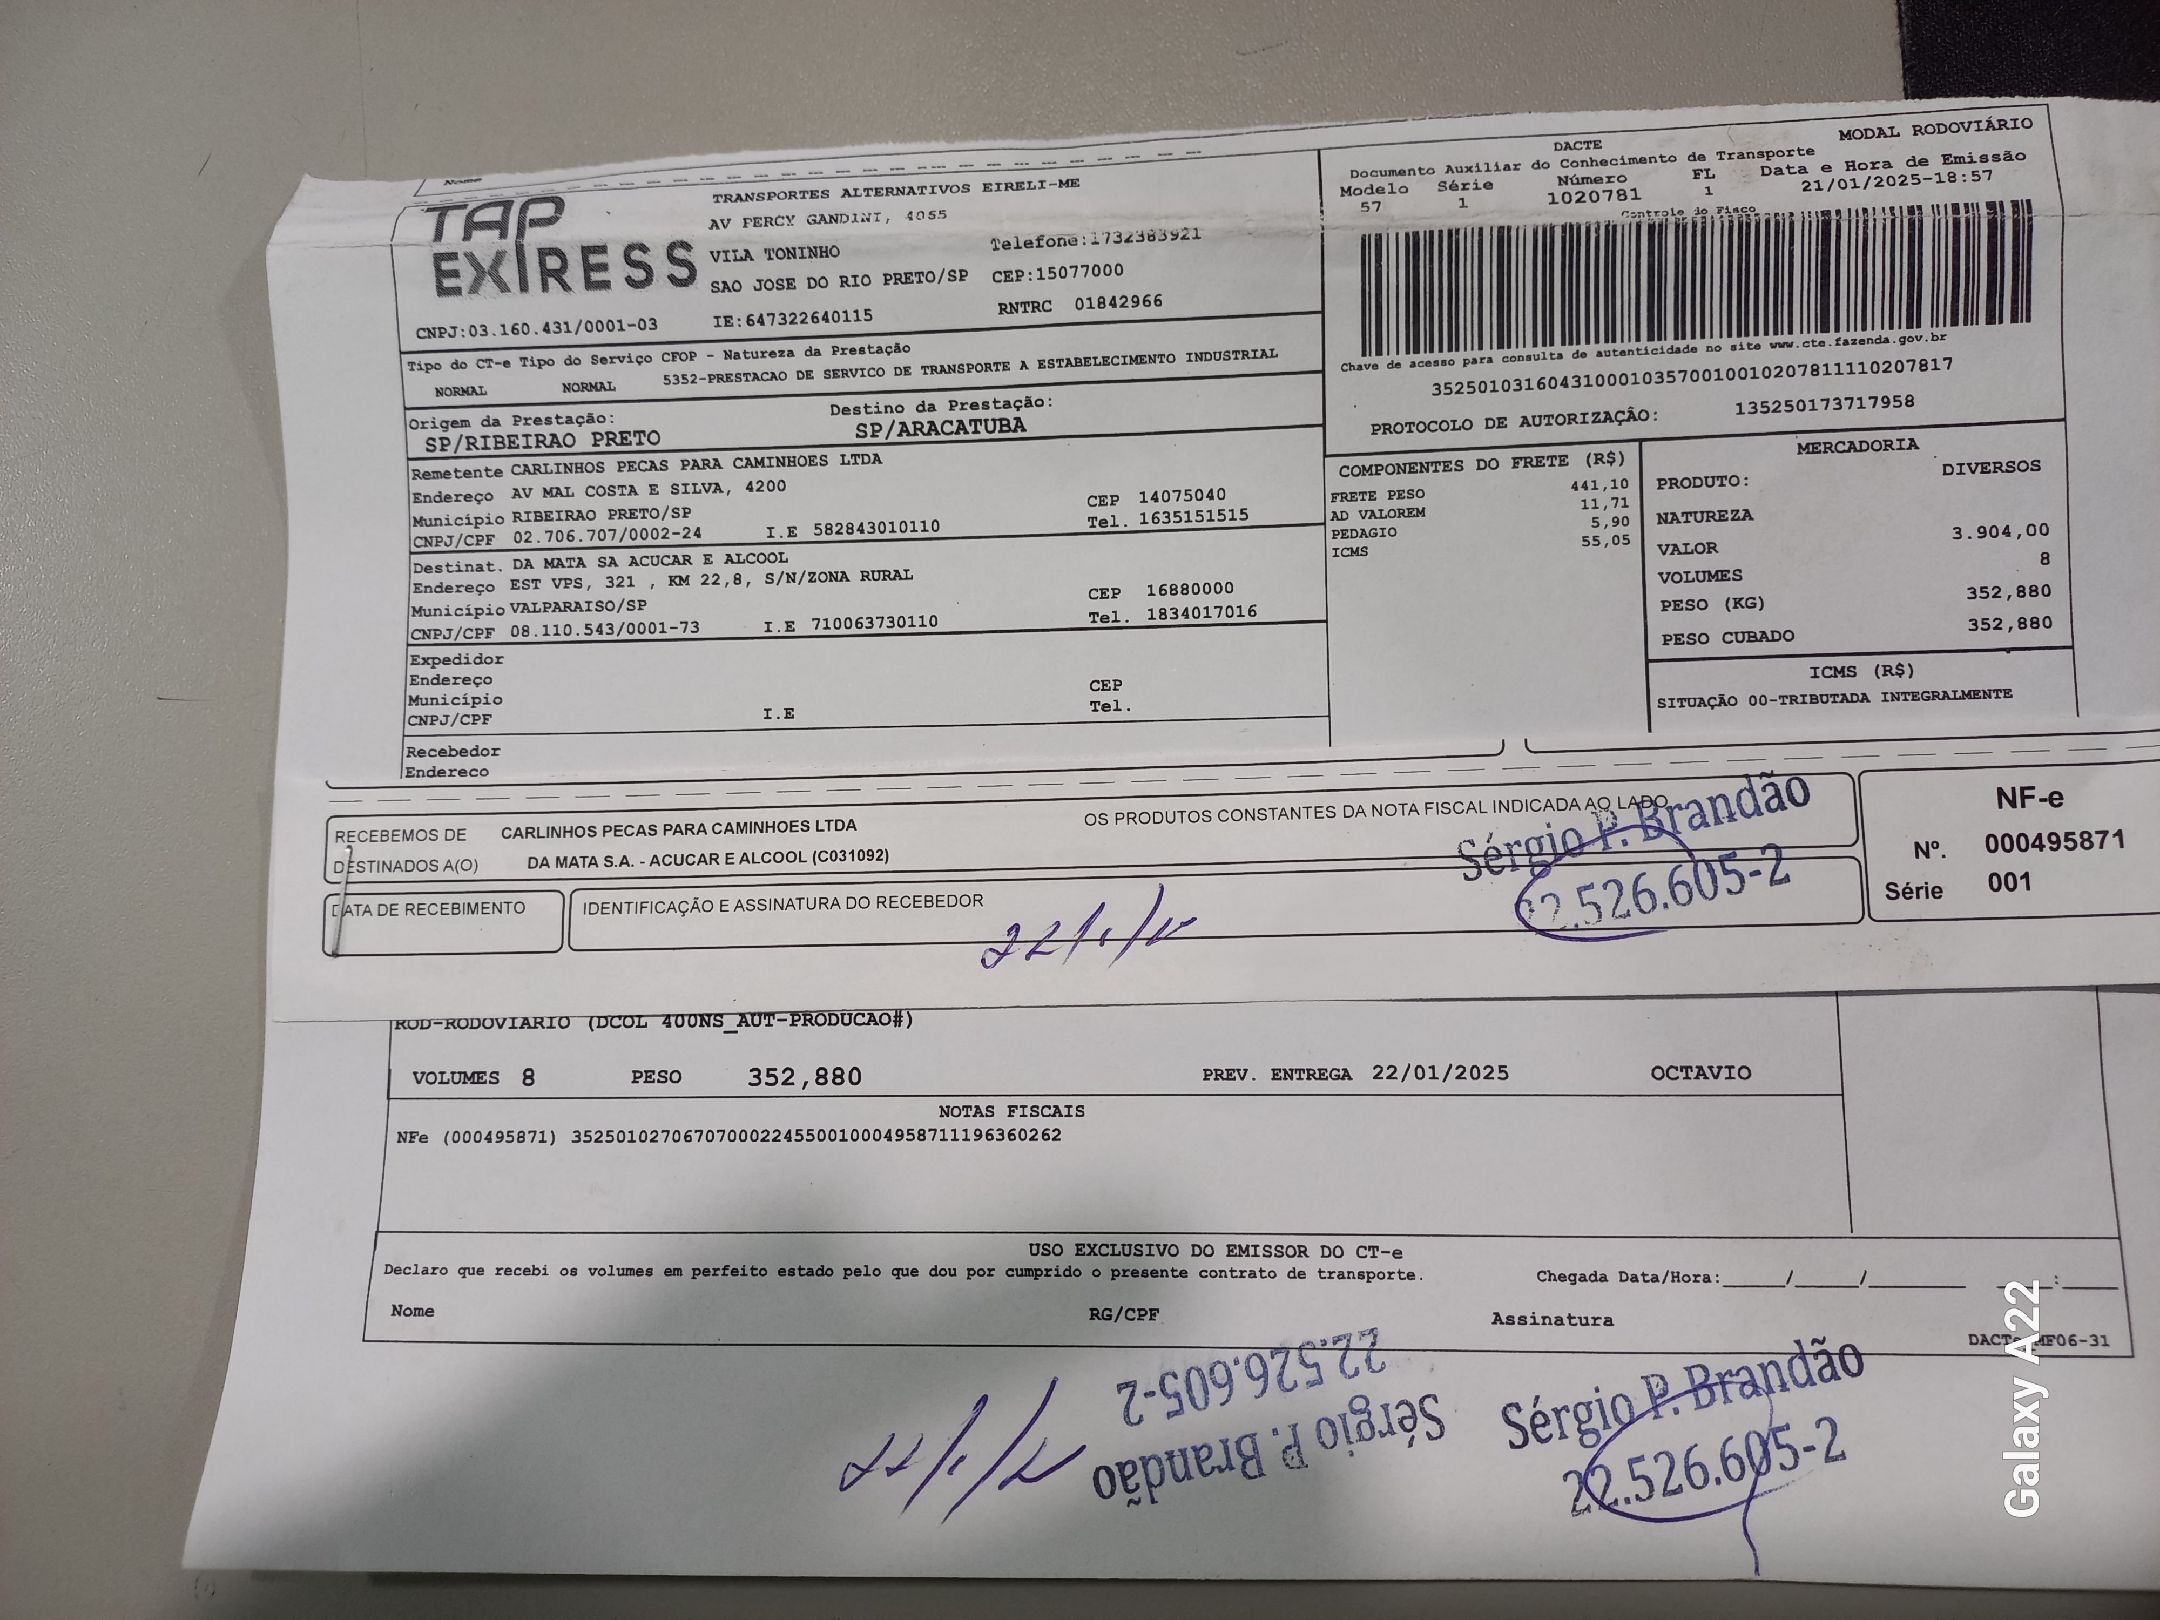 Nome
TAP
EXPRESS
TRANSPORTES ALTERNATIVOS EIRELI-ME
AV PERCY GANDINI, 4055
VILA TONINHO Telefone:1732383921
SAO JOSE DO RIO PRETO/SP CEP:15077000
CNPJ:03.160.431/0001-03 IE:647322640115 RNTRC 01842966
DACTE MODAL RODOVIÁRIO
Documento Auxiliar do Conhecimento de Transporte
Modelo Série Número FL Data e Hora de Emissão
57 1 1020781 1 21/01/2025-18:57
Controle do Fisco
Chave de acesso para consulta de autenticidade no site www.cte.fazenda.gov.br
35250103160431000103570010010207811110207817
PROTOCOLO DE AUTORIZAÇÃO: 135250173717958
Tipo do CT-e Tipo do Serviço CFOP - Natureza da Prestação
NORMAL NORMAL 5352-PRESTACAO DE SERVICO DE TRANSPORTE A ESTABELECIMENTO INDUSTRIAL
Origem da Prestação: Destino da Prestação:
SP/RIBEIRAO PRETO SP/ARACATUBA
Remetente CARLINHOS PECAS PARA CAMINHOES LTDA
Endereço AV MAL COSTA E SILVA, 4200 CEP 14075040
Município RIBEIRAO PRETO/SP Tel. 1635151515
CNPJ/CPF 02.706.707/0002-24 I.E 582843010110
Destinat. DA MATA SA ACUCAR E ALCOOL
Endereço EST VPS, 321 , KM 22,8, S/N/ZONA RURAL CEP 16880000
Município VALPARAISO/SP Tel. 1834017016
CNPJ/CPF 08.110.543/0001-73 I.E 710063730110
Expedidor
Endereço CEP
Município Tel.
CNPJ/CPF I.E
Recebedor
Endereco
COMPONENTES DO FRETE (R$)
FRETE PESO 441,10
AD VALOREM 11,71
PEDAGIO 5,90
ICMS 55,05
MERCADORIA
PRODUTO: DIVERSOS
NATUREZA
VALOR 3.904,00
VOLUMES 8
PESO (KG) 352,880
PESO CUBADO 352,880
ICMS (R$)
SITUAÇÃO 00-TRIBUTADA INTEGRALMENTE
RECEBEMOS DE CARLINHOS PECAS PARA CAMINHOES LTDA OS PRODUTOS CONSTANTES DA NOTA FISCAL INDICADA AO LADO
DESTINADOS A(O) DA MATA S.A. - ACUCAR E ALCOOL (C031092)
DATA DE RECEBIMENTO IDENTIFICAÇÃO E ASSINATURA DO RECEBEDOR
Sérgio P. Brandão
22.526.605-2
NF-e
Nº. 000495871
Série 001
ROD-RODOVIARIO (DCOL 400NS_AUT-PRODUCAO#)
VOLUMES 8 PESO 352,880 PREV. ENTREGA 22/01/2025 OCTAVIO
NOTAS FISCAIS
NFe (000495871) 35250102706707000224550010004958711196360262
USO EXCLUSIVO DO EMISSOR DO CT-e
Declaro que recebi os volumes em perfeito estado pelo que dou por cumprido o presente contrato de transporte. Chegada Data/Hora:_____/_____/________ ____:____
Nome RG/CPF Assinatura
MF06-31
Sérgio P. Brandão
22.526.605-2
Sérgio P. Brandão
22.526.605-2
Galaxy A22